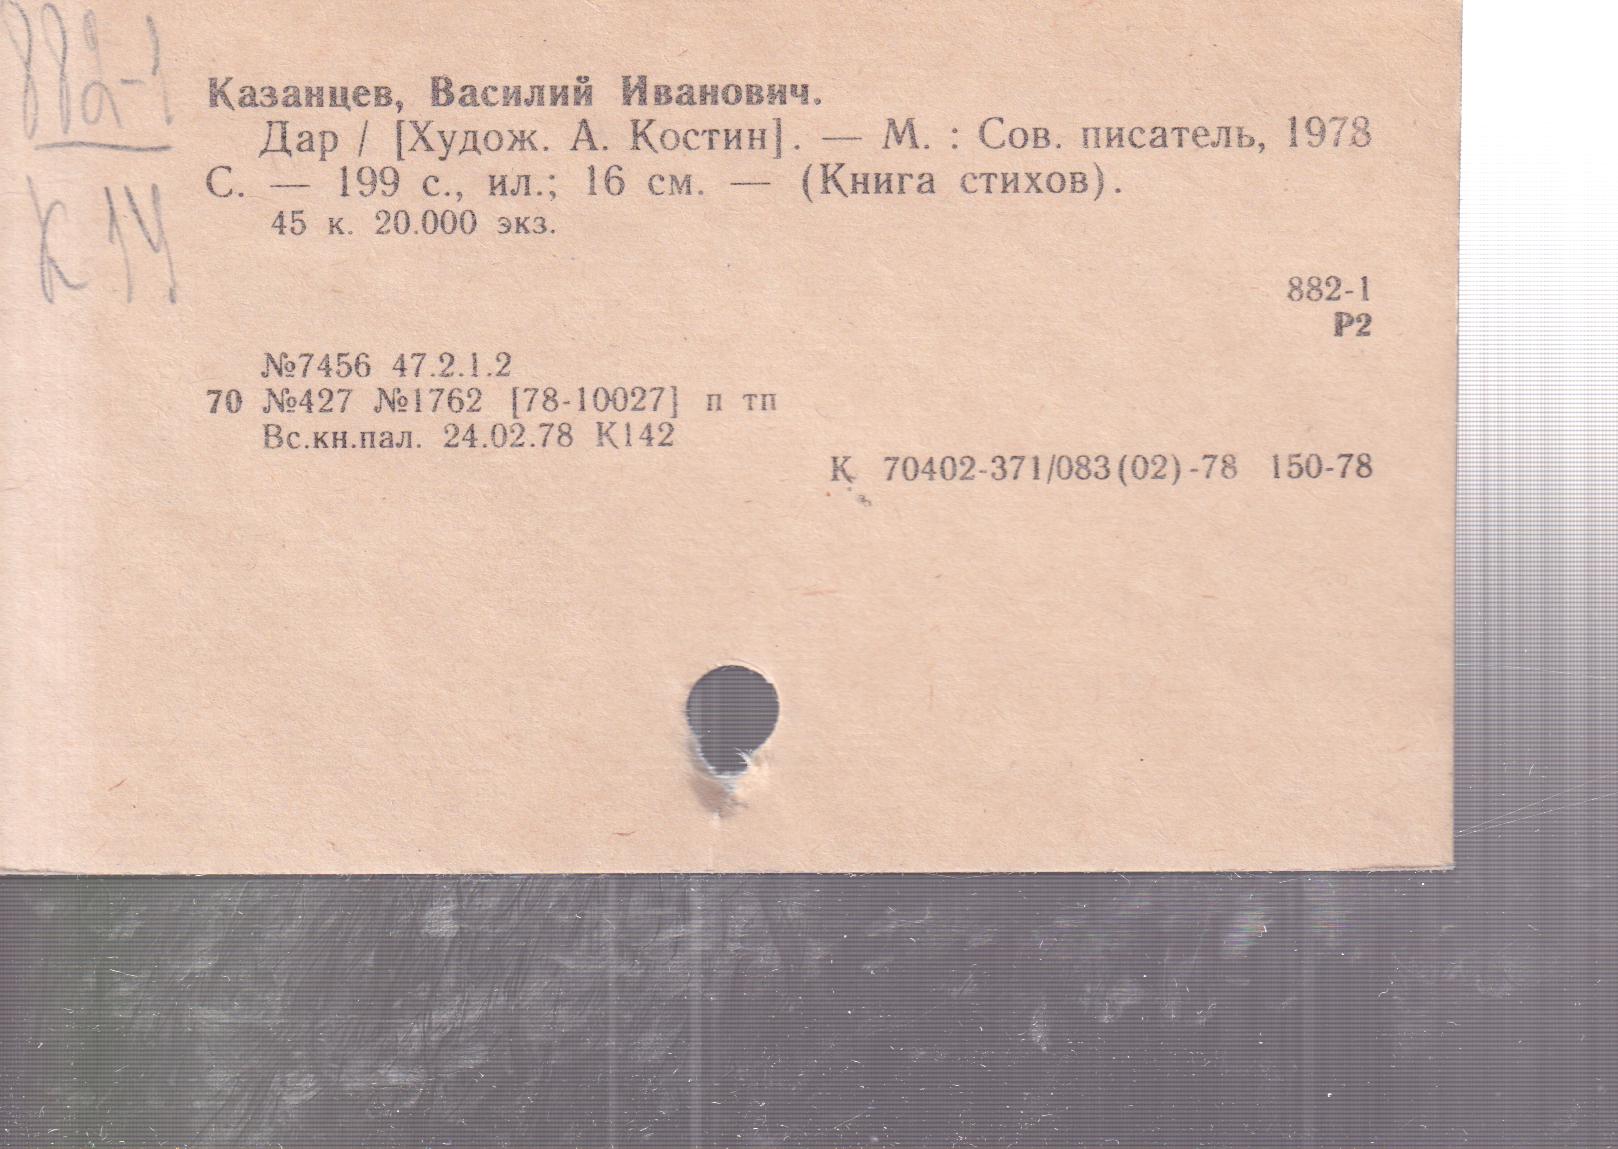 882-1
К 14
Казанцев, Василий Иванович.
Дар / [Худож. А. Костин]. — М. : Сов. писатель, 1978
С. — 199 с., ил.; 16 см. — (Книга стихов).
45 к. 20.000 экз.
882-1
Р2
№7456 47.2.1.2
70 №427 №1762 [78-10027] п тп
Вс.кн.пал. 24.02.78 К142
К 70402-371/083(02)-78 150-78